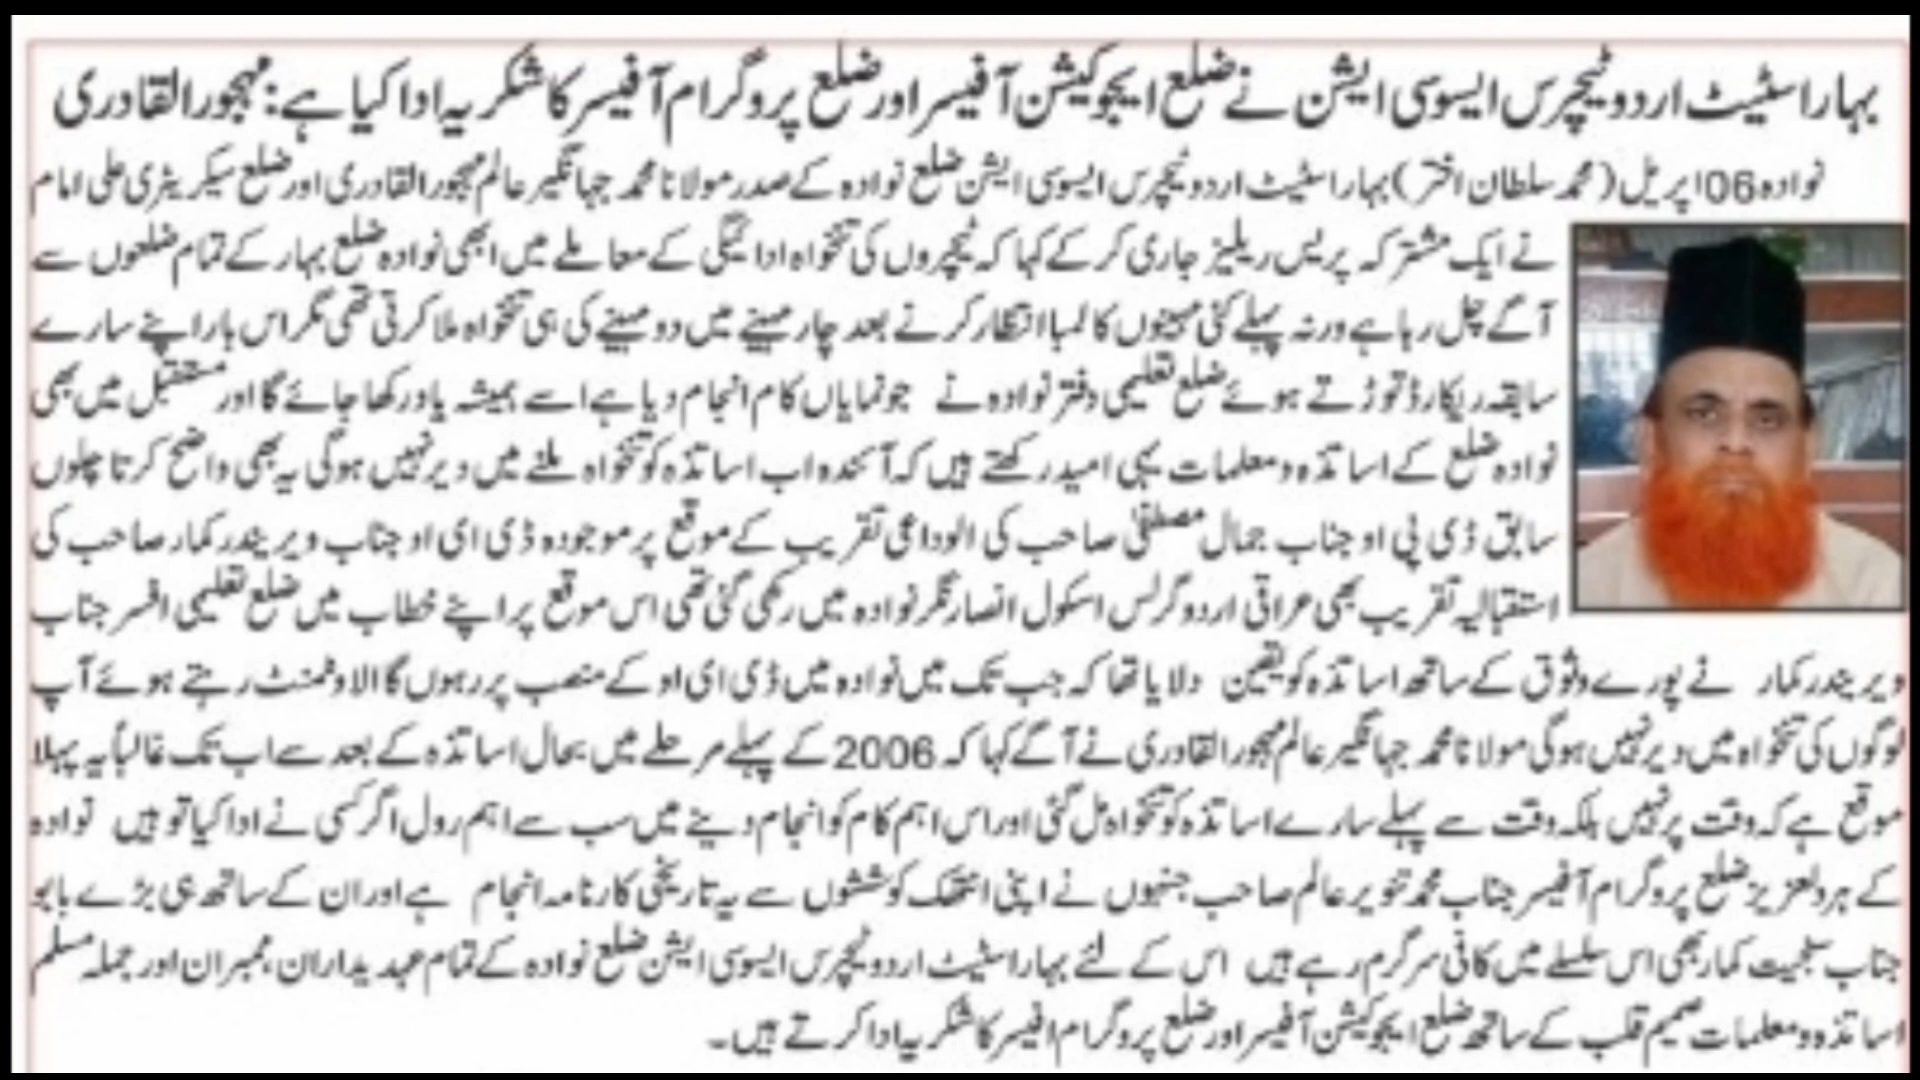 بہار اسٹیٹ اردو ٹیچرس ایسوسی ایشن نے ضلع ایجوکیشن آفیسر اور ضلع پروگرام آفیسر کا شکریہ ادا کیا ہے: مہجور القادری
نوادہ 06 اپریل (محمد سلطان اختر) بہار اسٹیٹ اردو ٹیچرس ایسوسی ایشن ضلع نوادہ کے صدر مولانا محمد جہانگیر عالم مہجور القادری اور ضلع سیکریٹری علی امام
نے ایک مشترکہ پریس ریلیز جاری کر کے کہا کہ ٹیچروں کی تنخواہ ادائیگی کے معاملے میں ابھی نوادہ ضلع بہار کے تمام ضلعوں سے
آگے چل رہا ہے ورنہ پہلے کئی مہینوں کا لمبا انتظار کرنے بعد چار مہینے میں دو مہینے کی ہی تنخواہ ملا کرتی تھی مگر اس بار اپنے سارے
سابقہ ریکارڈ توڑتے ہوئے ضلع تعلیمی دفتر نوادہ نے جو نمایاں کام انجام دیا ہے اسے ہمیشہ یاد رکھا جائے گا اور مستقبل میں بھی
نوادہ ضلع کے اساتذہ و معلمات یہی امید رکھتے ہیں کہ آئندہ اب اساتذہ کو تنخواہ ملنے میں دیر نہیں ہوگی یہ بھی واضح کرتا چلوں
سابق ڈی پی او جناب جمال مصطفیٰ صاحب کی الوداعی تقریب کے موقع پر موجودہ ڈی ای او جناب ویریندر کمار صاحب کی
استقبالیہ تقریب بھی عراقی اردو گرلس اسکول انصار نگر نوادہ میں رکھی گئی تھی اس موقع پر اپنے خطاب میں ضلع تعلیمی افسر جناب
ویریندر کمار نے پورے وثوق کے ساتھ اساتذہ کو یقین دلایا تھا کہ جب تک میں نوادہ میں ڈی ای او کے منصب پر رہوں گا الاوٹمنٹ رہتے ہوئے آپ
لوگوں کی تنخواہ میں دیر نہیں ہوگی مولانا محمد جہانگیر عالم مہجور القادری نے آگے کہا کہ 2006 کے پہلے مرحلے میں بحال اساتذہ کے بعد سے اب تک غالباً یہ پہلا
موقع ہے کہ وقت پر نہیں بلکہ وقت سے پہلے سارے اساتذہ کو تنخواہ مل گئی اور اس اہم کام کو انجام دینے میں سب سے اہم رول اگر کسی نے ادا کیا تو ہیں نوادہ
کے ہردلعزیز ضلع پروگرام آفیسر جناب محمد تنویر عالم صاحب جنہوں نے اپنی انتھک کوششوں سے یہ تاریخی کارنامہ انجام ہے اور ان کے ساتھ ہی بڑے بابو
جناب سنجیت کمار بھی اس سلسلے میں کافی سرگرم رہے ہیں اس کے لئے بہار اسٹیٹ اردو ٹیچرس ایسوسی ایشن ضلع نوادہ کے تمام عہدیداران، ممبران اور جملہ مسلم
اساتذہ و معلمات صمیم قلب کے ساتھ ضلع ایجوکیشن آفیسر اور ضلع پروگرام افیسر کا شکریہ ادا کرتے ہیں۔